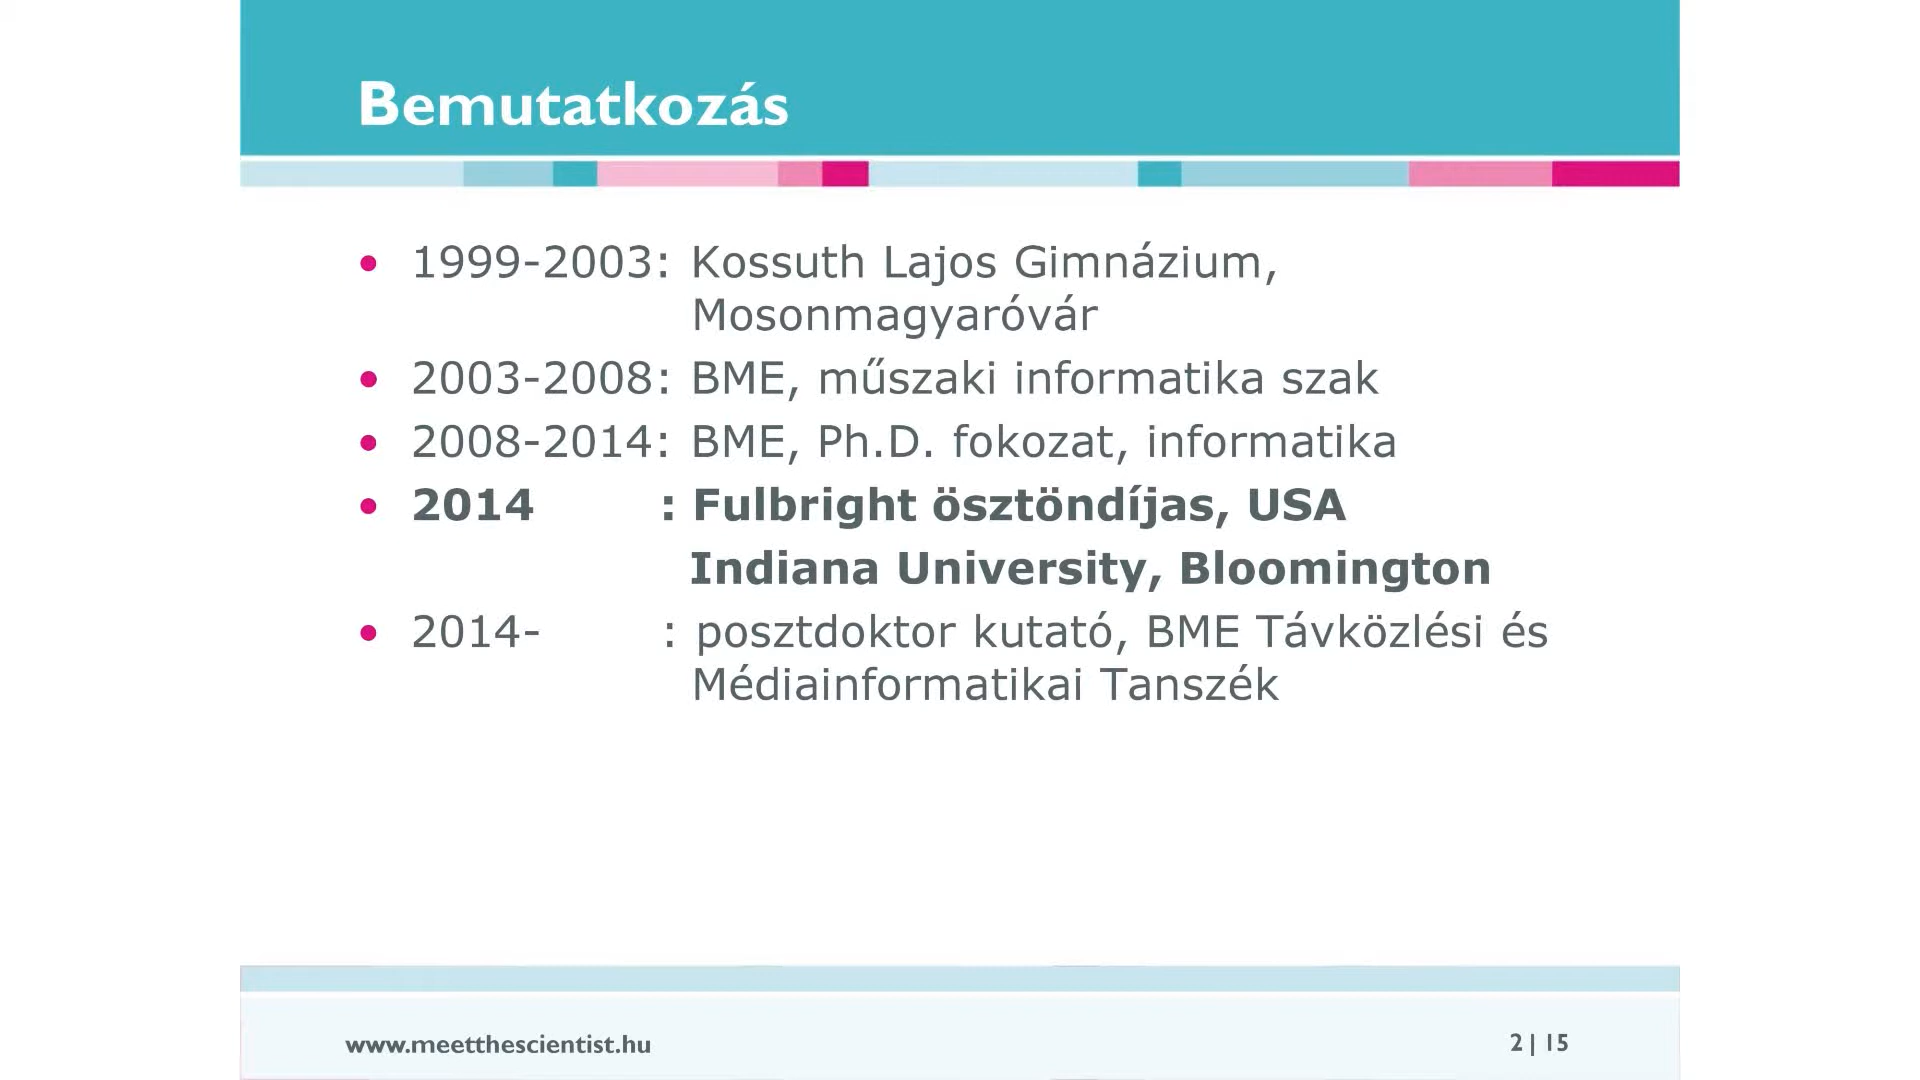 Bemutatkozás
• 1999-2003: Kossuth Lajos Gimnázium,
Mosonmagyaróvár
• 2003-2008: BME, műszaki informatika szak
• 2008-2014: BME, Ph.D. fokozat, informatika
• 2014 : Fulbright ösztöndíjas, USA
Indiana University, Bloomington
• 2014- : posztdoktor kutató, BME Távközlési és
Médiainformatikai Tanszék
www.meetthescientist.hu
2 | 15